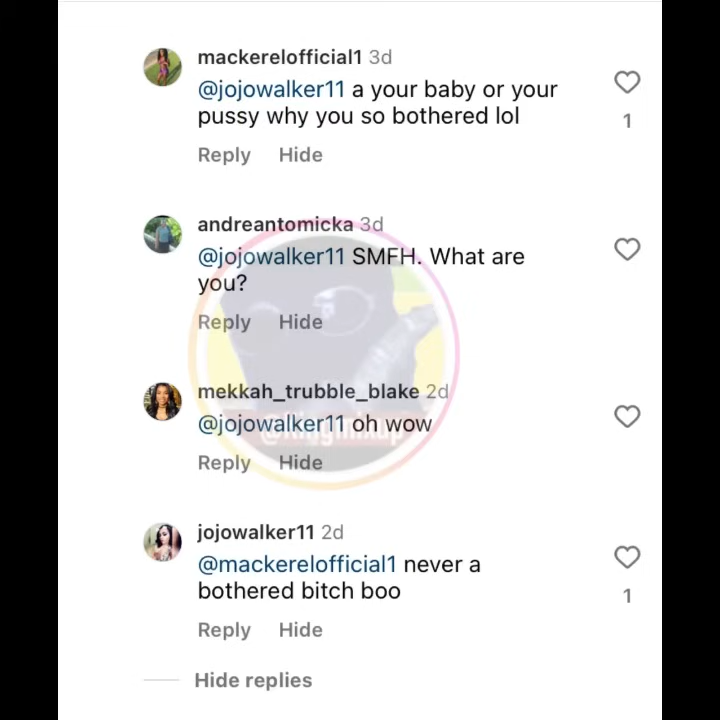 mackerelofficial1 3d
@jojowalker11 a your baby or your
pussy why you so bothered lol
1
Reply Hide
andreantomicka 3d
@jojowalker11 SMFH. What are
you?
Reply Hide
mekkah_trubble_blake 2d
@jojowalker11 oh wow
Reply Hide
jojowalker11 2d
@mackerelofficial1 never a
bothered bitch boo
1
Reply Hide
Hide replies